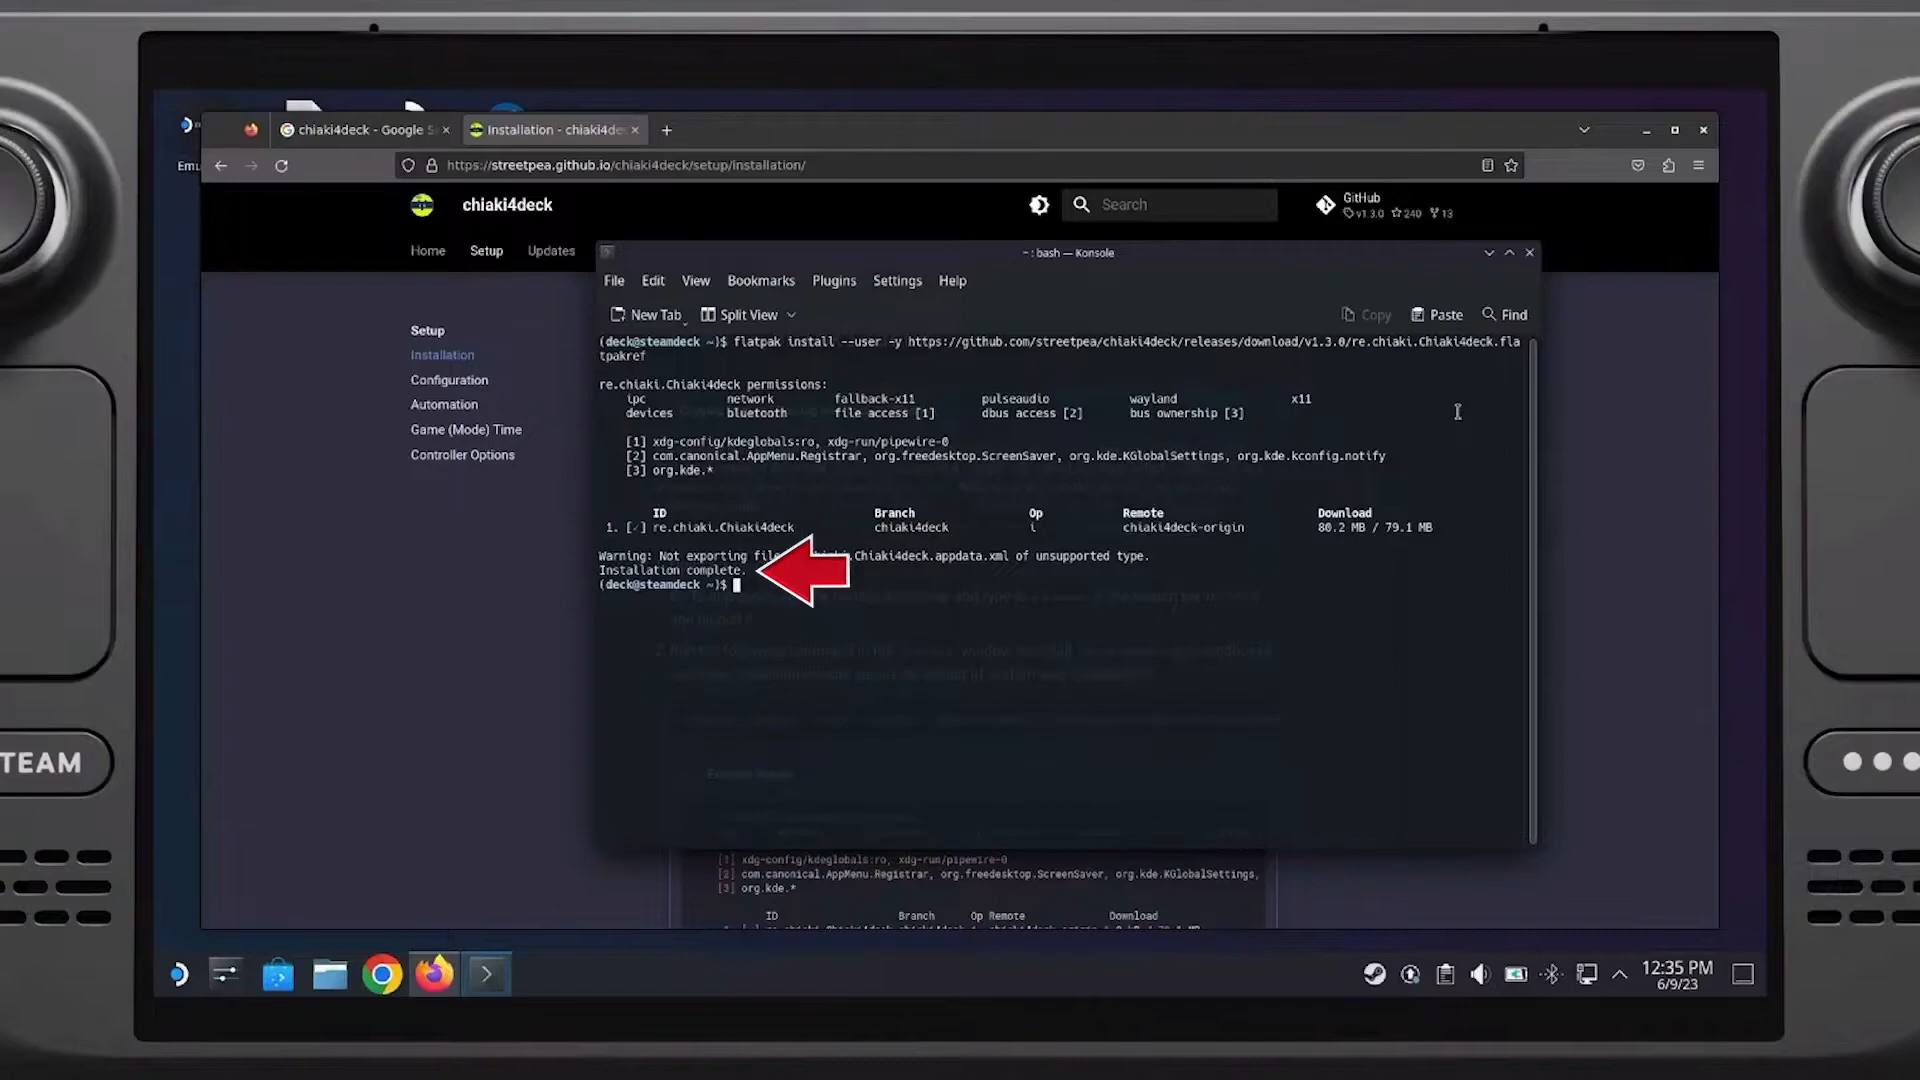 chiaki4deck - Google S
Installation - chiaki4de
Emu
https://streetpea.github.io/chiaki4deck/setup/installation/
chiaki4deck
Search
GitHub
v1.3.0 240 13
Home Setup Updates
~ : bash — Konsole
File Edit View Bookmarks Plugins Settings Help
New Tab Split View Copy Paste Find
Setup
Installation
Configuration
Automation
Game (Mode) Time
Controller Options
(deck@steamdeck ~)$ flatpak install --user -y https://github.com/streetpea/chiaki4deck/releases/download/v1.3.0/re.chiaki.Chiaki4deck.fla
tpakref
re.chiaki.Chiaki4deck permissions:
ipc network fallback-x11 pulseaudio wayland x11
devices bluetooth file access [1] dbus access [2] bus ownership [3]
[1] xdg-config/kdeglobals:ro, xdg-run/pipewire-0
[2] com.canonical.AppMenu.Registrar, org.freedesktop.ScreenSaver, org.kde.KGlobalSettings, org.kde.kconfig.notify
[3] org.kde.*
ID Branch Op Remote Download
1. [✓] re.chiaki.Chiaki4deck chiaki4deck i chiaki4deck-origin 80.2 MB / 79.1 MB
Warning: Not exporting file .Chiaki4deck.appdata.xml of unsupported type.
Installation complete.
(deck@steamdeck ~)$
[1] xdg-config/kdeglobals:ro, xdg-run/pipewire-0
[2] com.canonical.AppMenu.Registrar, org.freedesktop.ScreenSaver, org.kde.KGlobalSettings,
[3] org.kde.*
ID Branch Op Remote Download
TEAM
12:35 PM
6/9/23